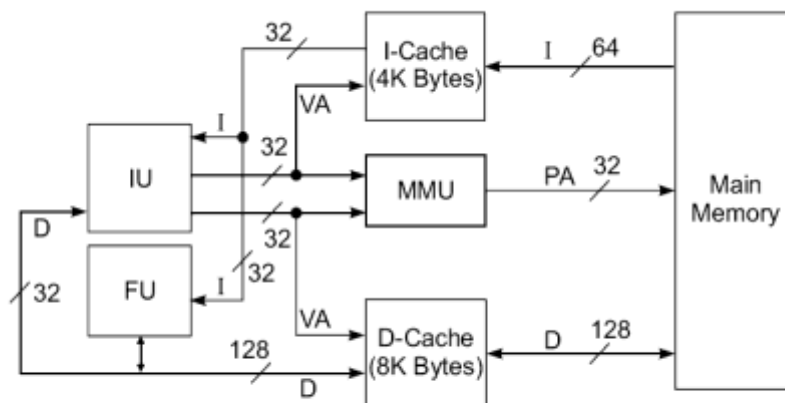 32
I-Cache
(4K Bytes)
I
64
VA
I
32
IU
MMU
PA
32
Main
Memory
D
32
32
32
FU
I
VA
D-Cache
(8K Bytes)
D
128
128
D